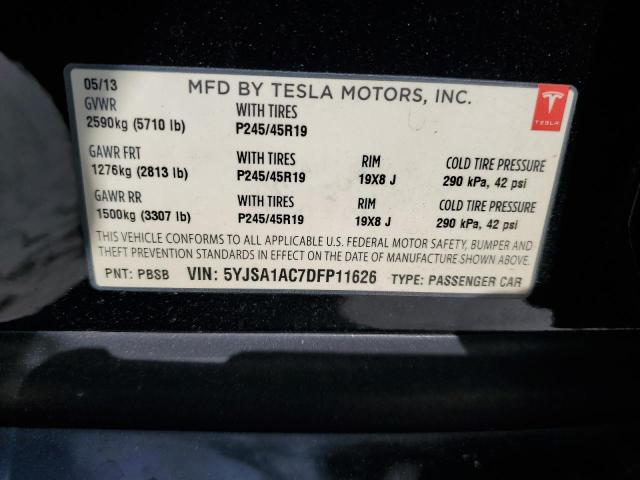 05/13
MFD BY TESLA MOTORS, INC.
TESLA
GVWR WITH TIRES
2590kg (5710 lb) P245/45R19
GAWR FRT WITH TIRES RIM COLD TIRE PRESSURE
1276kg (2813 lb) P245/45R19 19X8 J 290 kPa, 42 psi
GAWR RR WITH TIRES RIM COLD TIRE PRESSURE
1500kg (3307 lb) P245/45R19 19X8 J 290 kPa, 42 psi
THIS VEHICLE CONFORMS TO ALL APPLICABLE U.S. FEDERAL MOTOR SAFETY, BUMPER AND
THEFT PREVENTION STANDARDS IN EFFECT ON THE DATE OF MANUFACTURE SHOWN ABOVE.
PNT: PBSB VIN: 5YJSA1AC7DFP11626 TYPE: PASSENGER CAR